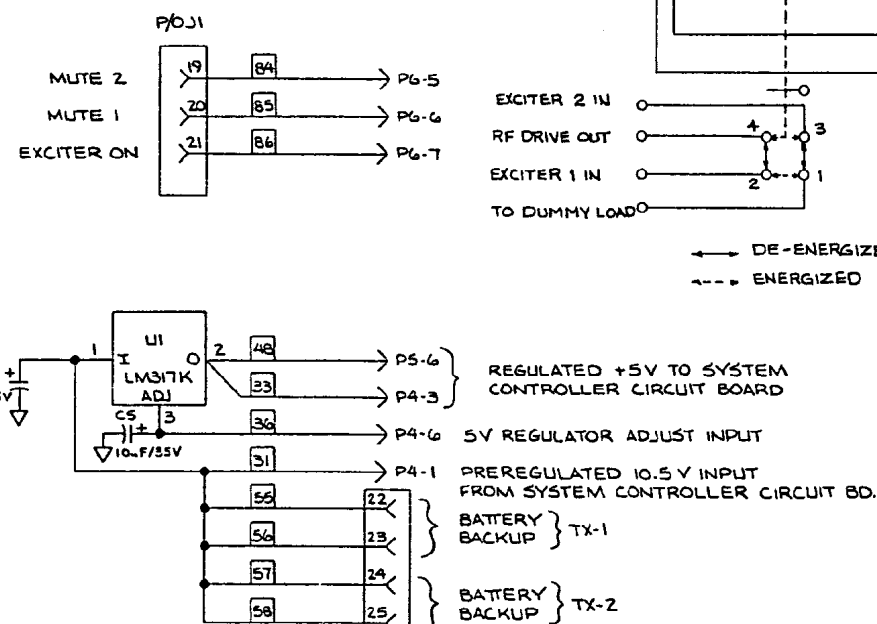 P/OJ1
MUTE 2 19 84 P6-5
MUTE 1 20 85 P6-6
EXCITER ON 21 86 P6-7
EXCITER 2 IN
RF DRIVE OUT 4 3
EXCITER 1 IN 2 1
TO DUMMY LOAD
DE-ENERGIZE
ENERGIZED
U1
1 I O 2 48 P5-6
LM317K
ADJ
33 P4-3
REGULATED +5V TO SYSTEM
CONTROLLER CIRCUIT BOARD
3
C5
+
+
V
10uF/35V
36 P4-6 5V REGULATOR ADJUST INPUT
31 P4-1 PREREGULATED 10.5 V INPUT
FROM SYSTEM CONTROLLER CIRCUIT BD.
55 22
56 23
BATTERY
BACKUP TX-1
57 24
58 25
BATTERY
BACKUP TX-2